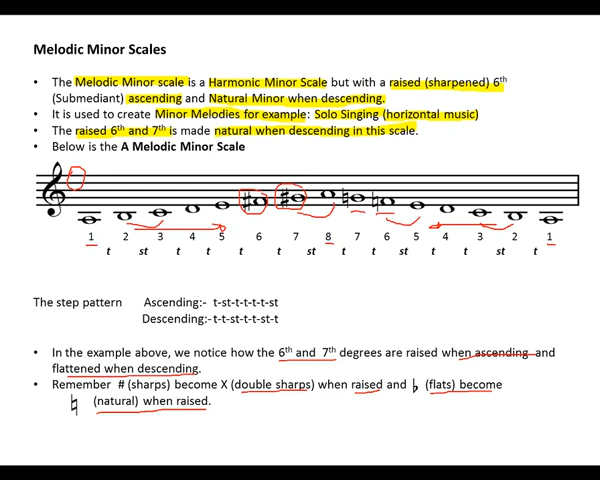 Melodic Minor Scales
• The Melodic Minor scale is a Harmonic Minor Scale but with a raised (sharpened) 6th
(Submediant) ascending and Natural Minor when descending.
• It is used to create Minor Melodies for example: Solo Singing (horizontal music)
• The raised 6th and 7th is made natural when descending in this scale.
• Below is the A Melodic Minor Scale
1 2 3 4 5 6 7 8 7 6 5 4 3 2 1
t st t t t t st t t st t t st t
The step pattern Ascending:- t-st-t-t-t-t-st
Descending:-t-t-st-t-t-st-t
• In the example above, we notice how the 6th and 7th degrees are raised when ascending and
flattened when descending.
• Remember # (sharps) become X (double sharps) when raised and ♭ (flats) become
♮ (natural) when raised.